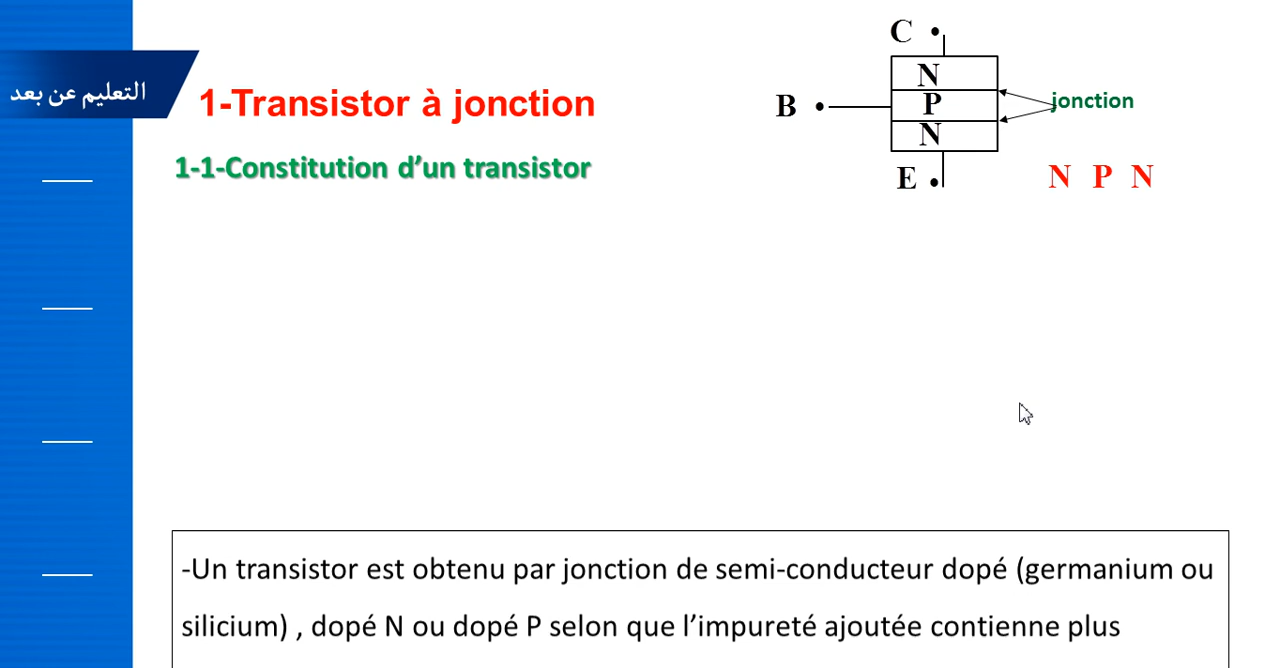 التعليم عن بعد
1-Transistor à jonction
1-1-Constitution d’un transistor
C
N
B
P
jonction
N
E
N P N
-Un transistor est obtenu par jonction de semi-conducteur dopé (germanium ou
silicium) , dopé N ou dopé P selon que l’impureté ajoutée contienne plus